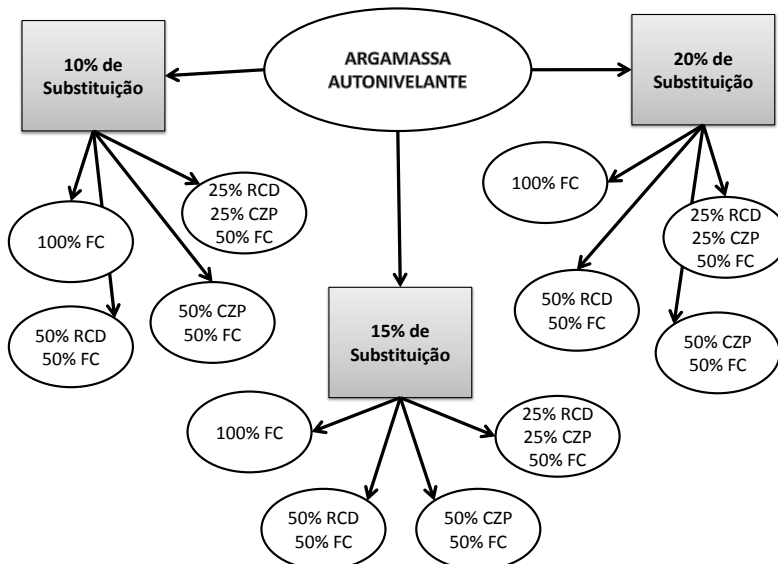 ARGAMASSA
AUTONIVELANTE
10% de
Substituição
100% FC
25% RCD
25% CZP
50% FC
50% RCD
50% FC
50% CZP
50% FC
15% de
Substituição
100% FC
25% RCD
25% CZP
50% FC
50% RCD
50% FC
50% CZP
50% FC
20% de
Substituição
100% FC
25% RCD
25% CZP
50% FC
50% RCD
50% FC
50% CZP
50% FC